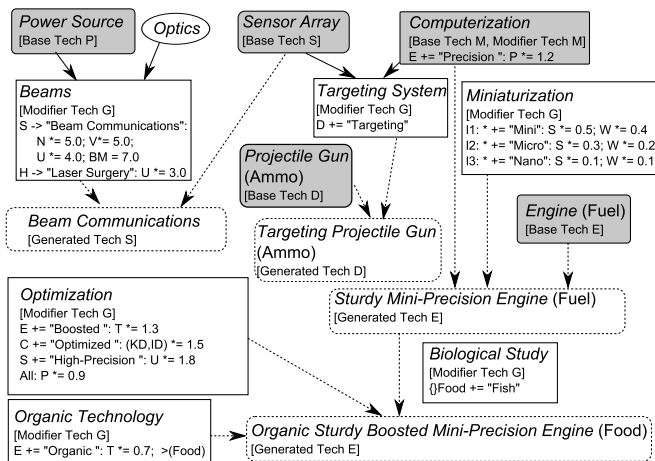 Power Source
[Base Tech P]
Optics
Sensor Array
[Base Tech S]
Computerization
[Base Tech M, Modifier Tech M]
E += "Precision ": P *= 1.2
Beams
[Modifier Tech G]
S -> "Beam Communications":
N *= 5.0; V*= 5.0;
U *= 4.0; BM = 7.0
H -> "Laser Surgery": U *= 3.0
Targeting System
[Modifier Tech G]
D += "Targeting"
Miniaturization
[Modifier Tech G]
I1: * += "Mini": S *= 0.5; W *= 0.4
I2: * += "Micro": S *= 0.3; W *= 0.2
I3: * += "Nano": S *= 0.1; W *= 0.1
Projectile Gun
(Ammo)
[Base Tech D]
Engine (Fuel)
[Base Tech E]
Beam Communications
[Generated Tech S]
Targeting Projectile Gun
(Ammo)
[Generated Tech D]
Optimization
[Modifier Tech G]
E += "Boosted ": T *= 1.3
C += "Optimized ": (KD,ID) *= 1.5
S += "High-Precision ": U *= 1.8
All: P *= 0.9
Sturdy Mini-Precision Engine (Fuel)
[Generated Tech E]
Biological Study
[Modifier Tech G]
{}Food += "Fish"
Organic Technology
[Modifier Tech G]
E += "Organic ": T *= 0.7; >(Food)
Organic Sturdy Boosted Mini-Precision Engine (Food)
[Generated Tech E]